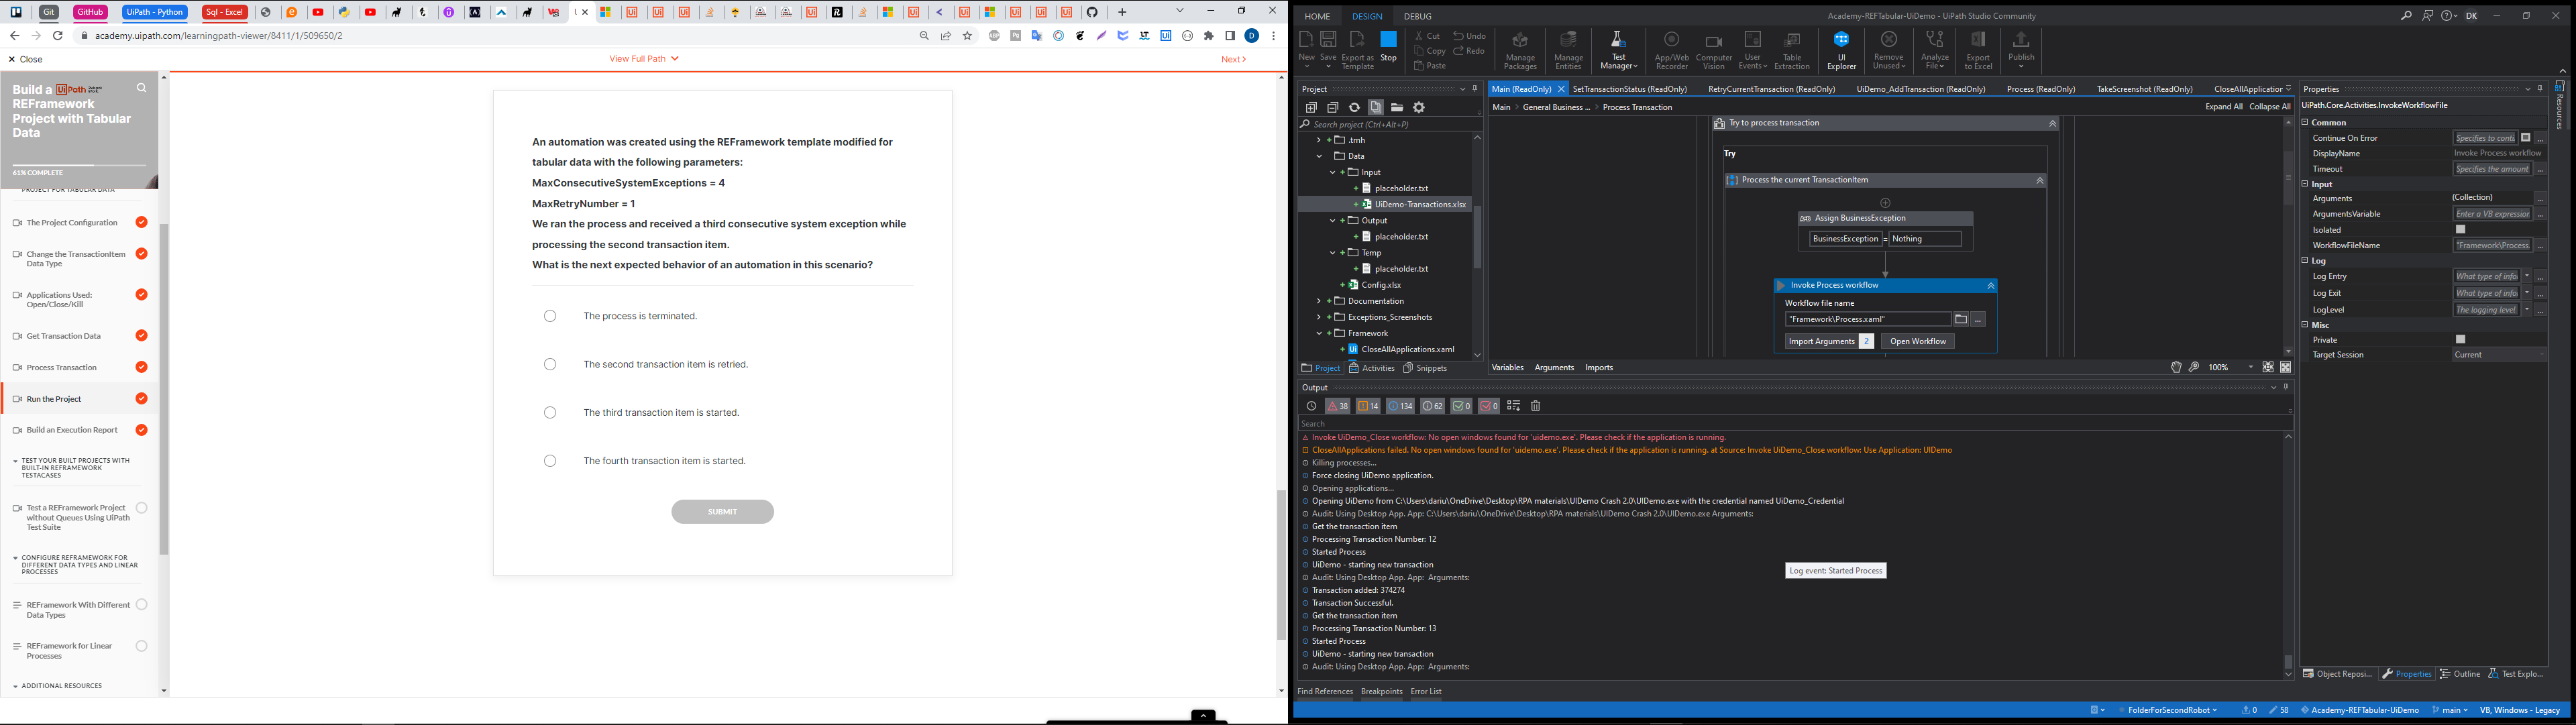 Git
GitHub
UiPath - Python
Sql - Excel
academy.uipath.com/learningpath-viewer/8411/1/509650/2
Close
View Full Path
Next
Build a UiPath
REFramework
Project with Tabular
Data
61% COMPLETE
PROJECT FOR TABULAR DATA
The Project Configuration
Change the TransactionItem
Data Type
Applications Used:
Open/Close/Kill
Get Transaction Data
Process Transaction
Run the Project
Build an Execution Report
TEST YOUR BUILT PROJECTS WITH
BUILT-IN REFRAMEWORK
TESTACASES
Test a REFramework Project
without Queues Using UiPath
Test Suite
CONFIGURE REFRAMEWORK FOR
DIFFERENT DATA TYPES AND LINEAR
PROCESSES
REFramework With Different
Data Types
REFramework for Linear
Processes
ADDITIONAL RESOURCES
An automation was created using the REFramework template modified for
tabular data with the following parameters:
MaxConsecutiveSystemExceptions = 4
MaxRetryNumber = 1
We ran the process and received a third consecutive system exception while
processing the second transaction item.
What is the next expected behavior of an automation in this scenario?
The process is terminated.
The second transaction item is retried.
The third transaction item is started.
The fourth transaction item is started.
SUBMIT
HOME DESIGN DEBUG
Academy-REFTabular-UiDemo - UiPath Studio Community
DK
New
Save
Export as
Template
Stop
Cut
Copy
Paste
Undo
Redo
Manage
Packages
Manage
Entities
Test
Manager
App/Web
Recorder
Computer
Vision
User
Events
Table
Extraction
UI
Explorer
Remove
Unused
Analyze
File
Export
to Excel
Publish
Project
Search project (Ctrl+Alt+P)
.tmh
Data
Input
placeholder.txt
UiDemo-Transactions.xlsx
Output
placeholder.txt
Temp
placeholder.txt
Config.xlsx
Documentation
Exceptions_Screenshots
Framework
CloseAllApplications.xaml
Project Activities Snippets
Main (ReadOnly) SetTransactionStatus (ReadOnly) RetryCurrentTransaction (ReadOnly) UiDemo_AddTransaction (ReadOnly) Process (ReadOnly) TakeScreenshot (ReadOnly) CloseAllApplication
Main > General Business ... > Process Transaction
Expand All Collapse All
Try to process transaction
Try
Process the current TransactionItem
Assign BusinessException
BusinessException = Nothing
Invoke Process workflow
Workflow file name
"Framework\Process.xaml"
Import Arguments 2 Open Workflow
Variables Arguments Imports
100%
Output
38 14 134 62 0 0
Search
Invoke UiDemo_Close workflow: No open windows found for 'uidemo.exe'. Please check if the application is running.
CloseAllApplications failed. No open windows found for 'uidemo.exe'. Please check if the application is running. at Source: Invoke UiDemo_Close workflow: Use Application: UIDemo
Killing processes...
Force closing UiDemo application.
Opening applications...
Opening UiDemo from C:\Users\dariu\OneDrive\Desktop\RPA materials\UIDemo Crash 2.0\UIDemo.exe with the credential named UiDemo_Credential
Audit: Using Desktop App. App: C:\Users\dariu\OneDrive\Desktop\RPA materials\UIDemo Crash 2.0\UIDemo.exe Arguments:
Get the transaction item
Processing Transaction Number: 12
Started Process
UiDemo - starting new transaction
Audit: Using Desktop App. App: Arguments:
Transaction added: 374274
Transaction Successful.
Get the transaction item
Processing Transaction Number: 13
Started Process
UiDemo - starting new transaction
Audit: Using Desktop App. App: Arguments:
Log event: Started Process
Find References Breakpoints Error List
Properties
UiPath.Core.Activities.InvokeWorkflowFile
Common
Continue On Error Specifies to conti
DisplayName Invoke Process workflow
Timeout Specifies the amount
Input
Arguments (Collection)
ArgumentsVariable Enter a VB expression
Isolated
WorkflowFileName "Framework\Process.
Log
Log Entry What type of info
Log Exit What type of info
LogLevel The logging level
Misc
Private
Target Session Current
Resources
Object Reposi... Properties Outline Test Explo...
FolderForSecondRobot 0 58 Academy-REFTabular-UiDemo main VB, Windows - Legacy